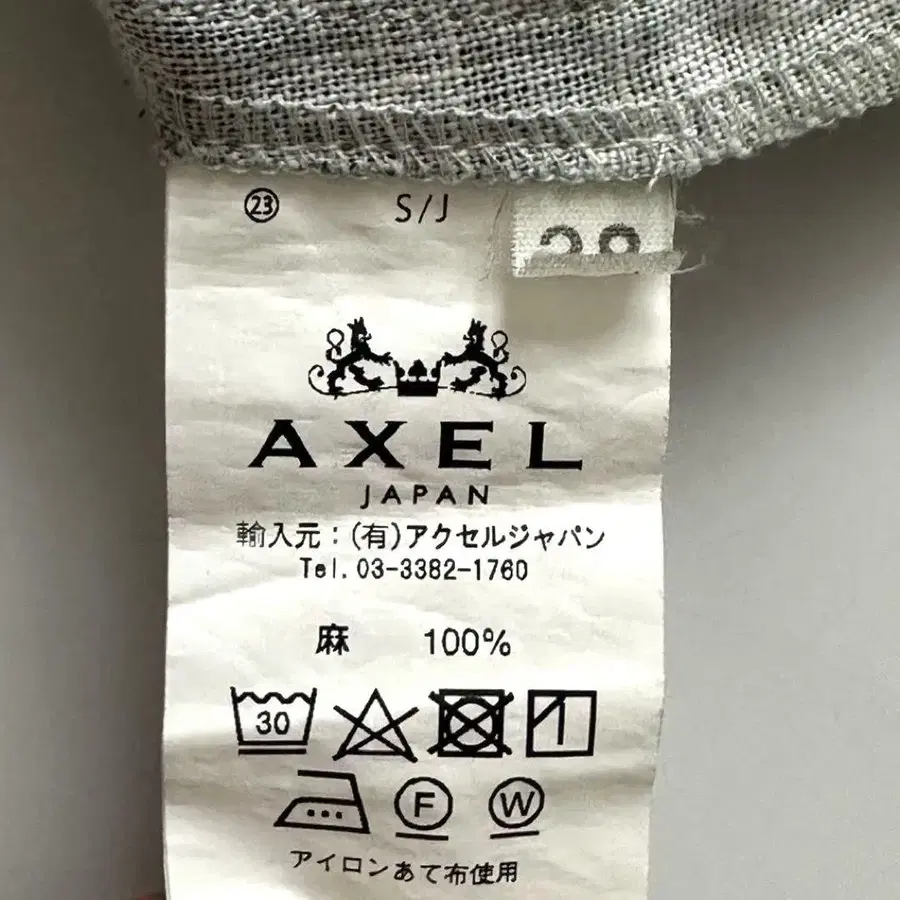 ㉓ S/J
AXEL
JAPAN
輸入元：(有)アクセルジャパン
Tel. 03-3382-1760
麻 100%
30
F W
アイロンあて布使用